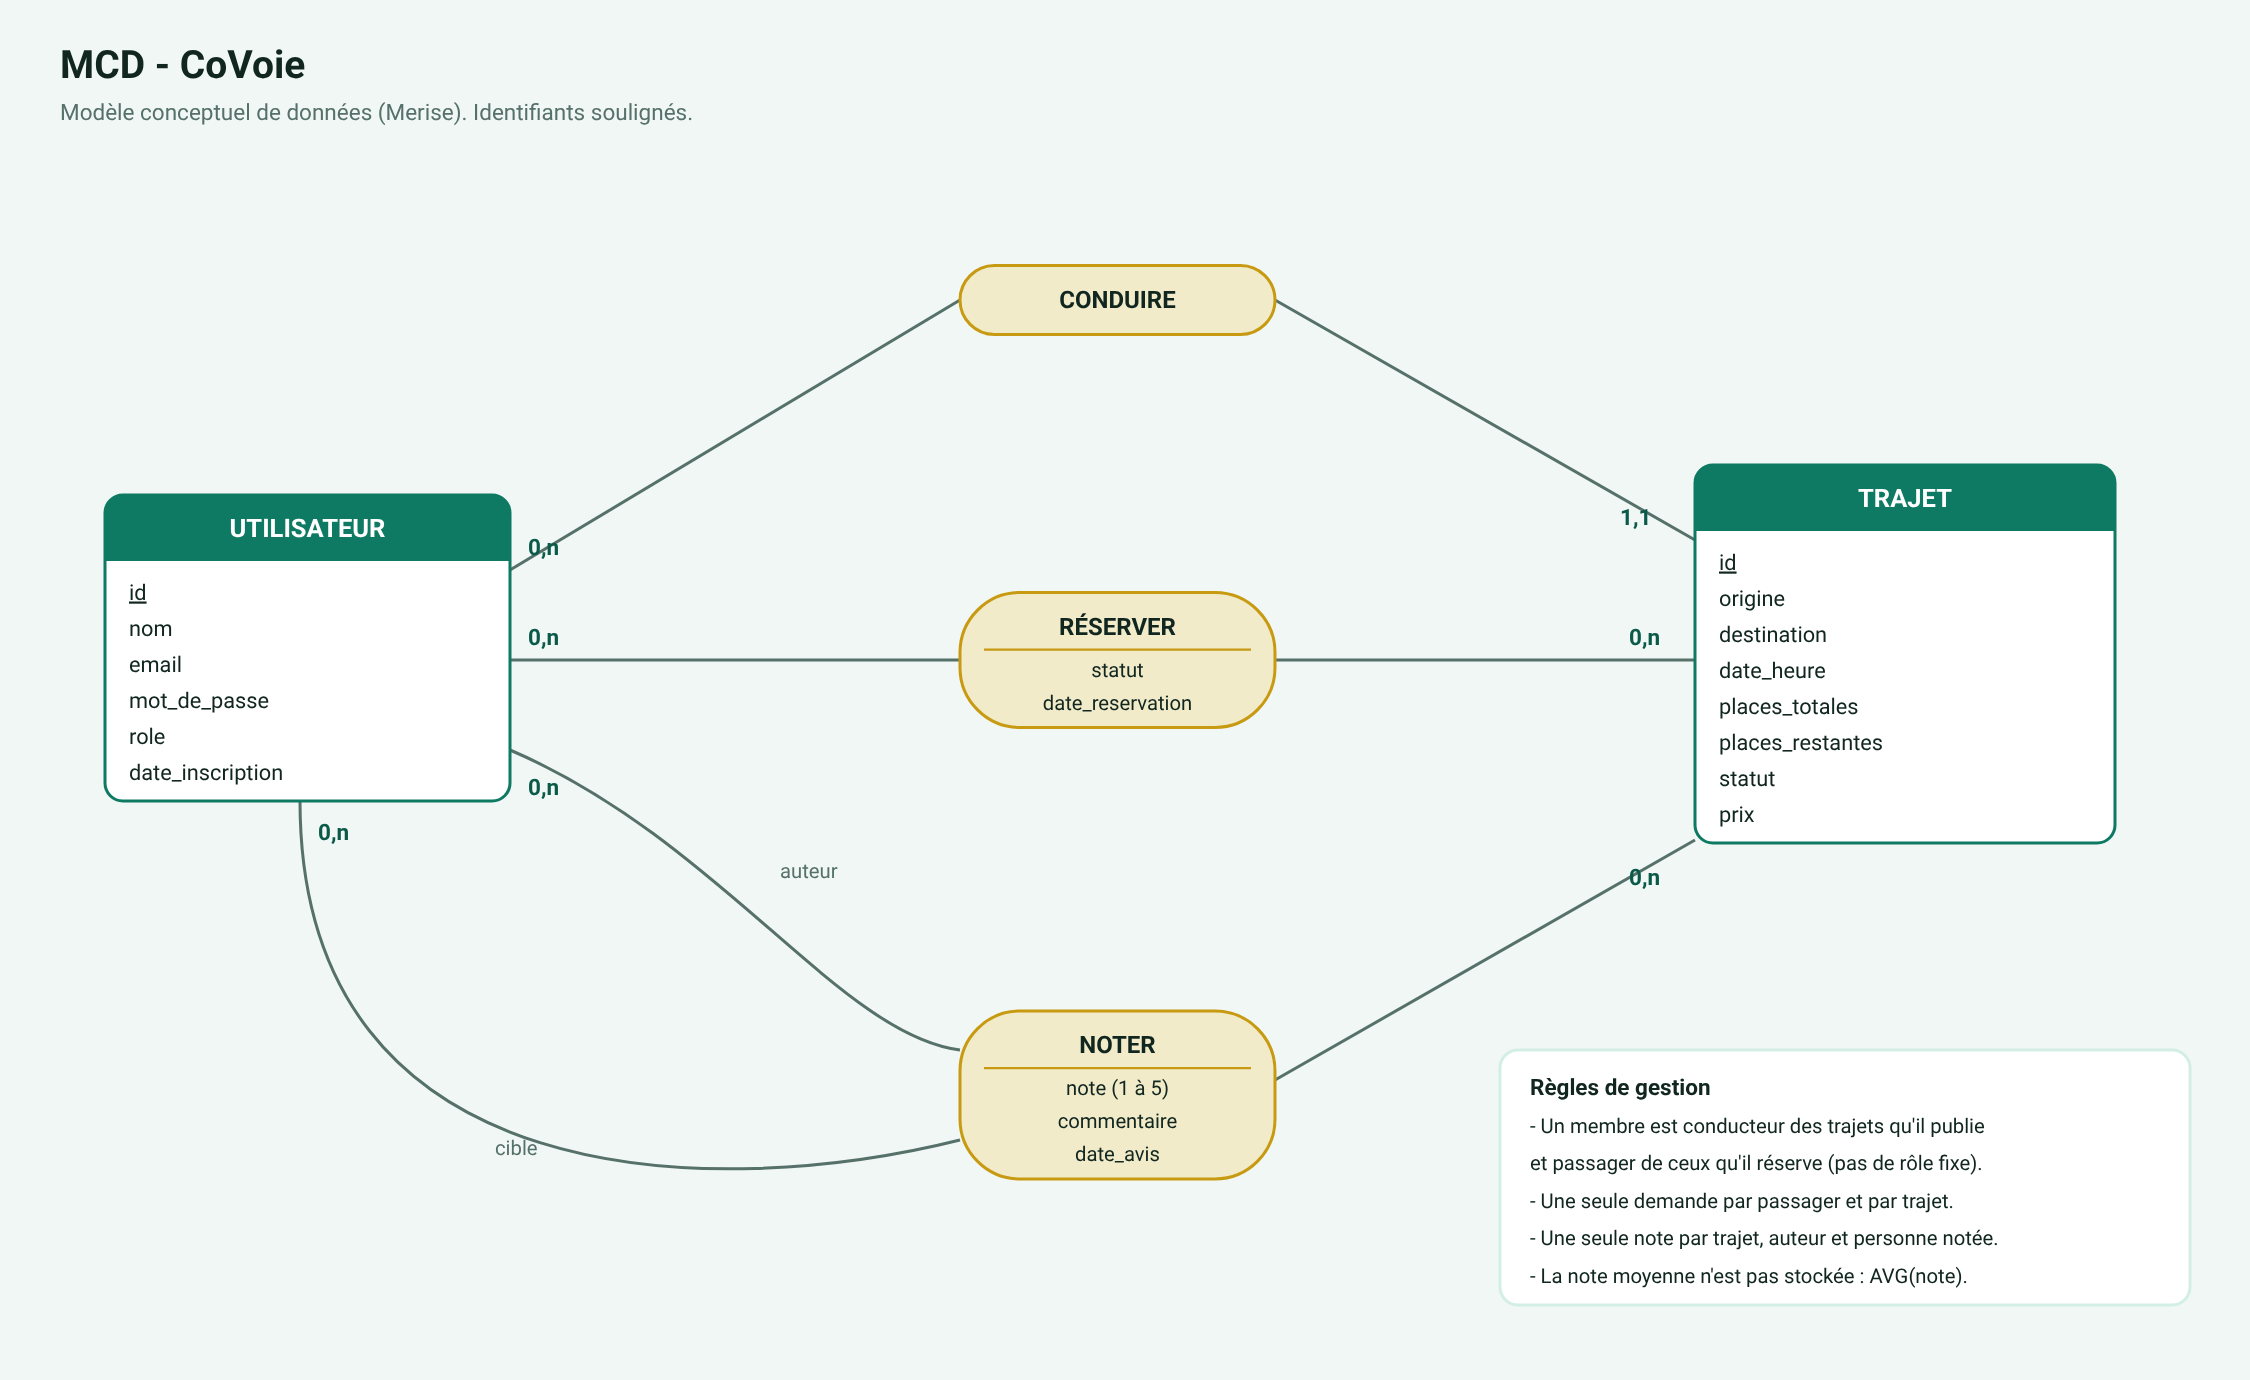 MCD - CoVoie
Modèle conceptuel de données (Merise). Identifiants soulignés.
CONDUIRE
UTILISATEUR
id
nom
email
mot_de_passe
role
date_inscription
0,n
0,n
0,n
0,n
RÉSERVER
statut
date_reservation
1,1
0,n
0,n
TRAJET
id
origine
destination
date_heure
places_totales
places_restantes
statut
prix
auteur
cible
NOTER
note (1 à 5)
commentaire
date_avis
Règles de gestion
- Un membre est conducteur des trajets qu'il publie
et passager de ceux qu'il réserve (pas de rôle fixe).
- Une seule demande par passager et par trajet.
- Une seule note par trajet, auteur et personne notée.
- La note moyenne n'est pas stockée : AVG(note).